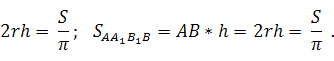 2rh = S/π ; S_{AA₁B₁B} = AB * h = 2rh = S/π .